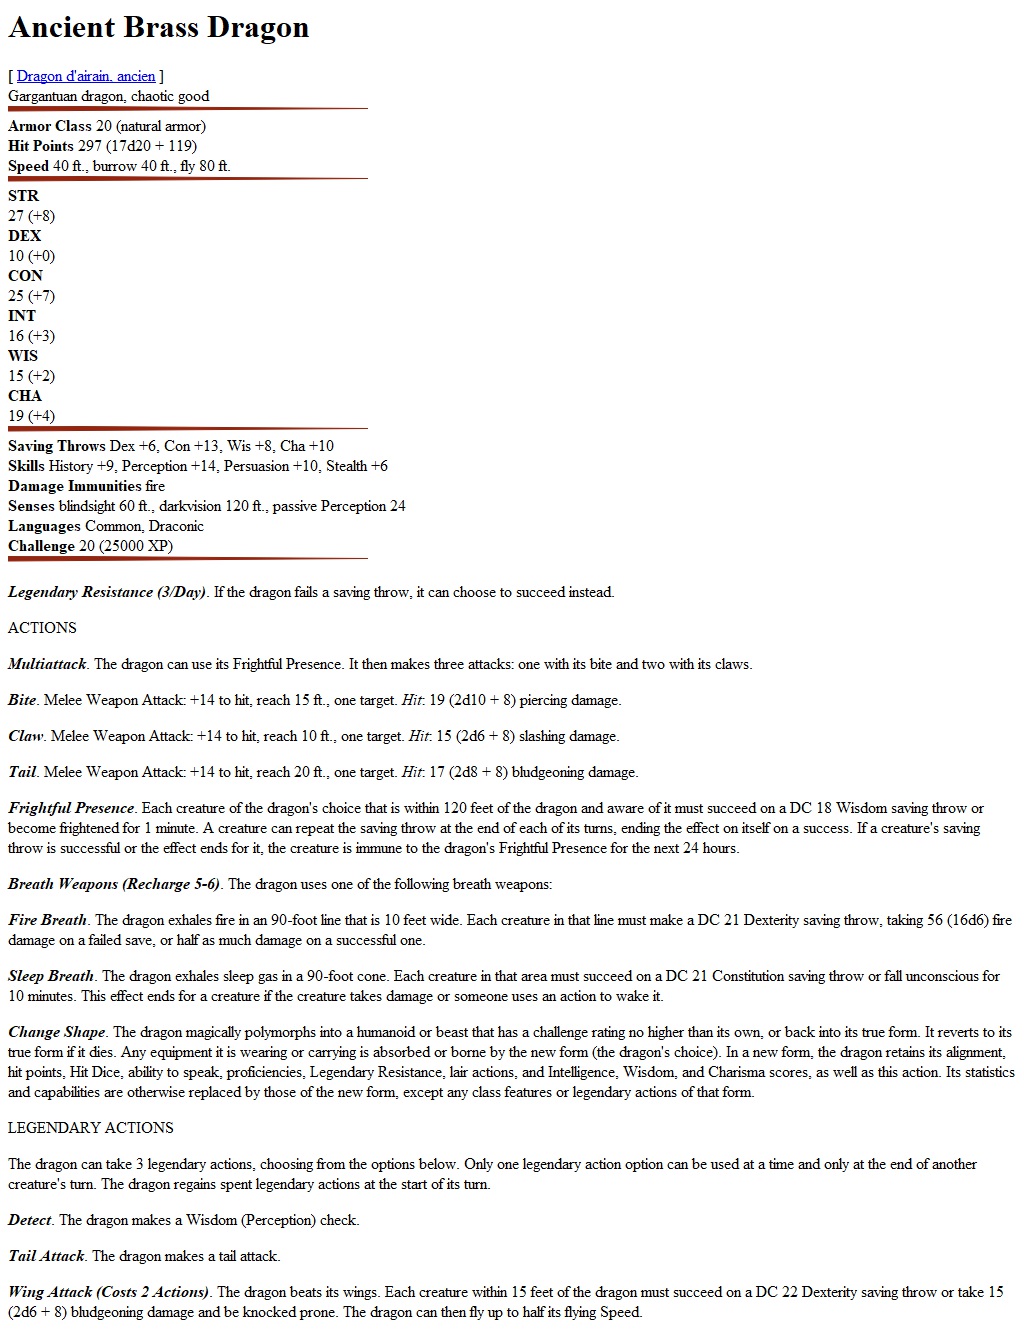 Ancient Brass Dragon
[ Dragon d'airain, ancien ]
Gargantuan dragon, chaotic good
Armor Class 20 (natural armor)
Hit Points 297 (17d20 + 119)
Speed 40 ft., burrow 40 ft., fly 80 ft.
STR
27 (+8)
DEX
10 (+0)
CON
25 (+7)
INT
16 (+3)
WIS
15 (+2)
CHA
19 (+4)
Saving Throws Dex +6, Con +13, Wis +8, Cha +10
Skills History +9, Perception +14, Persuasion +10, Stealth +6
Damage Immunities fire
Senses blindsight 60 ft., darkvision 120 ft., passive Perception 24
Languages Common, Draconic
Challenge 20 (25000 XP)
Legendary Resistance (3/Day). If the dragon fails a saving throw, it can choose to succeed instead.
ACTIONS
Multiattack. The dragon can use its Frightful Presence. It then makes three attacks: one with its bite and two with its claws.
Bite. Melee Weapon Attack: +14 to hit, reach 15 ft., one target. Hit: 19 (2d10 + 8) piercing damage.
Claw. Melee Weapon Attack: +14 to hit, reach 10 ft., one target. Hit: 15 (2d6 + 8) slashing damage.
Tail. Melee Weapon Attack: +14 to hit, reach 20 ft., one target. Hit: 17 (2d8 + 8) bludgeoning damage.
Frightful Presence. Each creature of the dragon's choice that is within 120 feet of the dragon and aware of it must succeed on a DC 18 Wisdom saving throw or
become frightened for 1 minute. A creature can repeat the saving throw at the end of each of its turns, ending the effect on itself on a success. If a creature's saving
throw is successful or the effect ends for it, the creature is immune to the dragon's Frightful Presence for the next 24 hours.
Breath Weapons (Recharge 5-6). The dragon uses one of the following breath weapons:
Fire Breath. The dragon exhales fire in an 90-foot line that is 10 feet wide. Each creature in that line must make a DC 21 Dexterity saving throw, taking 56 (16d6) fire
damage on a failed save, or half as much damage on a successful one.
Sleep Breath. The dragon exhales sleep gas in a 90-foot cone. Each creature in that area must succeed on a DC 21 Constitution saving throw or fall unconscious for
10 minutes. This effect ends for a creature if the creature takes damage or someone uses an action to wake it.
Change Shape. The dragon magically polymorphs into a humanoid or beast that has a challenge rating no higher than its own, or back into its true form. It reverts to its
true form if it dies. Any equipment it is wearing or carrying is absorbed or borne by the new form (the dragon's choice). In a new form, the dragon retains its alignment,
hit points, Hit Dice, ability to speak, proficiencies, Legendary Resistance, lair actions, and Intelligence, Wisdom, and Charisma scores, as well as this action. Its statistics
and capabilities are otherwise replaced by those of the new form, except any class features or legendary actions of that form.
LEGENDARY ACTIONS
The dragon can take 3 legendary actions, choosing from the options below. Only one legendary action option can be used at a time and only at the end of another
creature's turn. The dragon regains spent legendary actions at the start of its turn.
Detect. The dragon makes a Wisdom (Perception) check.
Tail Attack. The dragon makes a tail attack.
Wing Attack (Costs 2 Actions). The dragon beats its wings. Each creature within 15 feet of the dragon must succeed on a DC 22 Dexterity saving throw or take 15
(2d6 + 8) bludgeoning damage and be knocked prone. The dragon can then fly up to half its flying Speed.